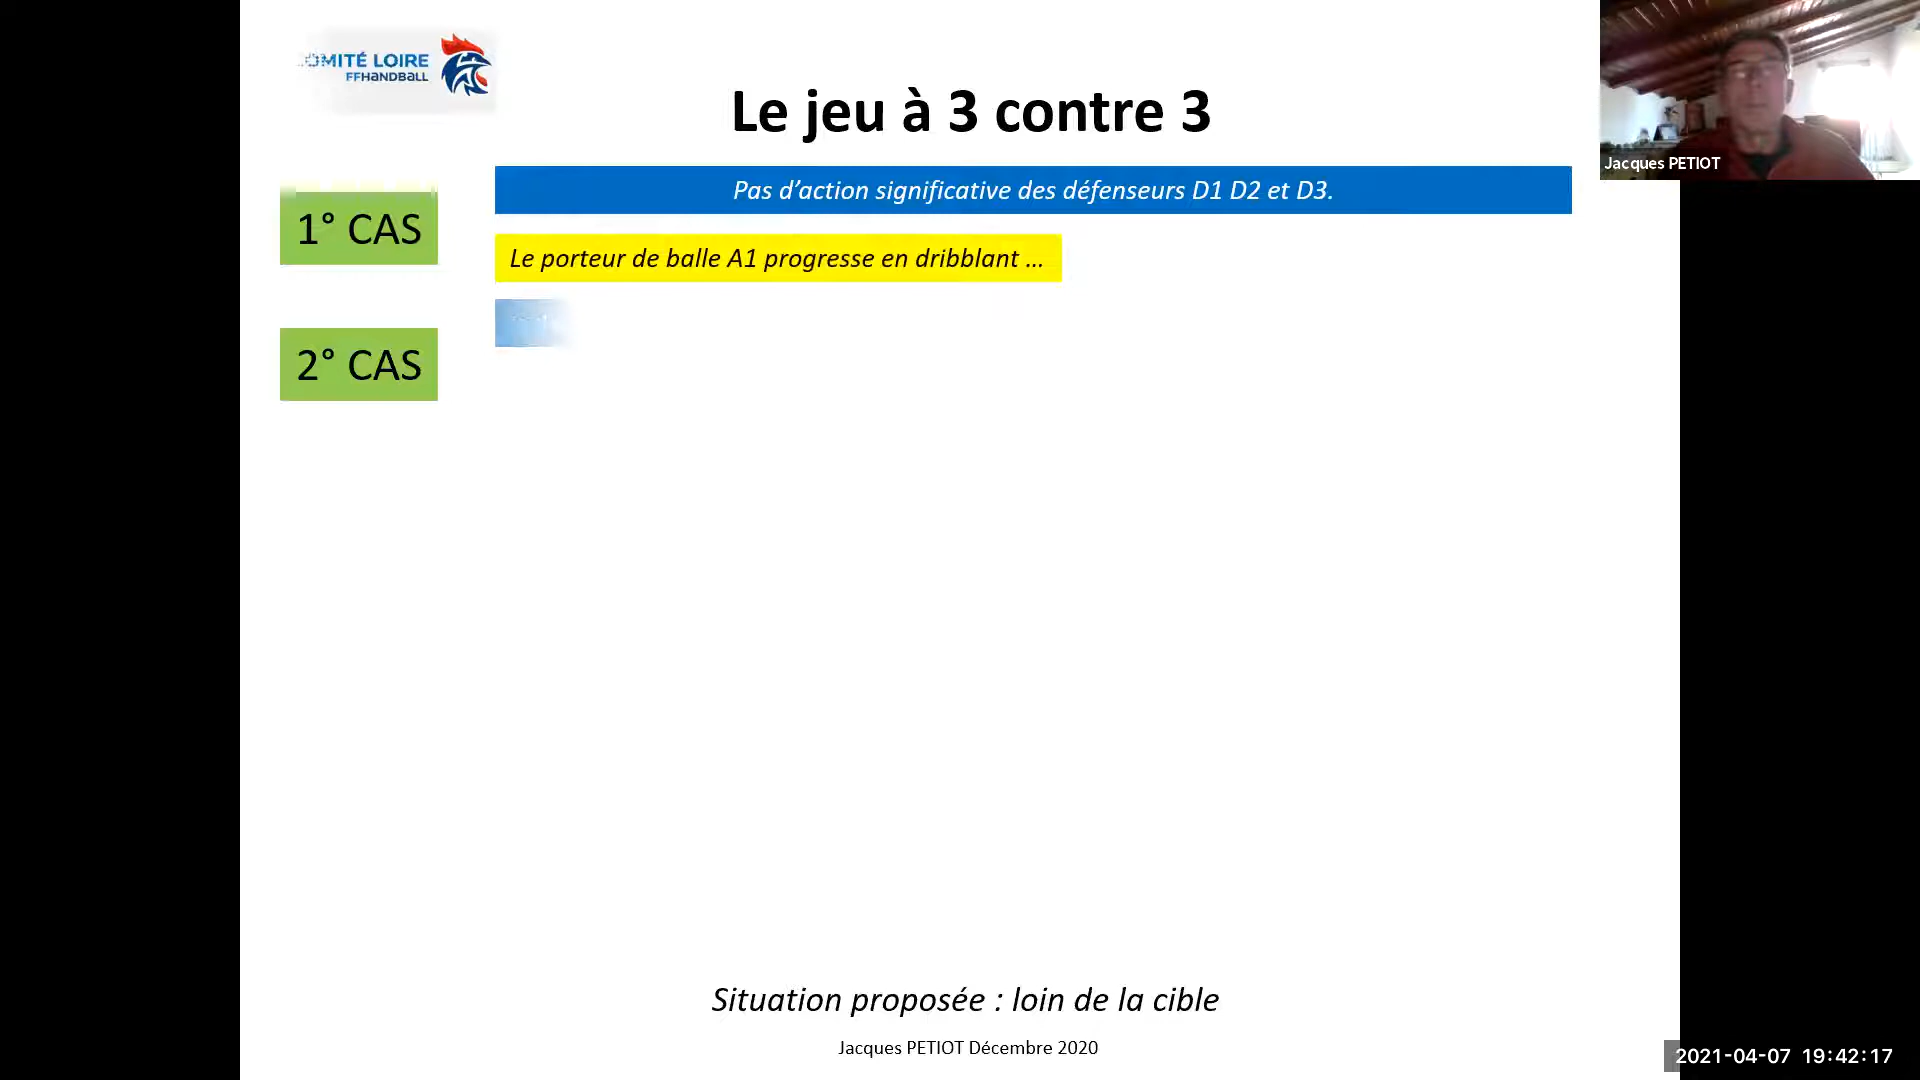 COMITÉ LOIRE
FFHANDBALL
Le jeu à 3 contre 3
Jacques PETIOT
Pas d’action significative des défenseurs D1 D2 et D3.
1° CAS
Le porteur de balle A1 progresse en dribblant ...
2° CAS
Situation proposée : loin de la cible
Jacques PETIOT Décembre 2020
2021-04-07 19:42:17